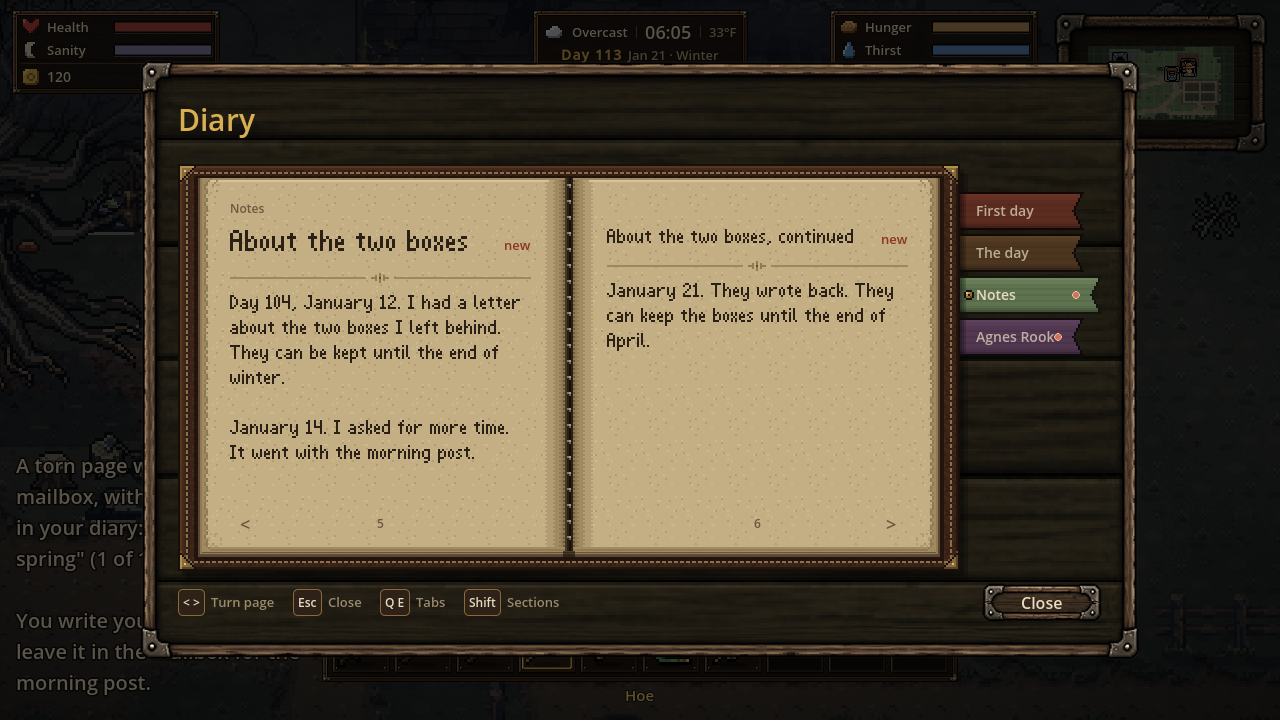 Health
Sanity
120
Overcast 06:05 33°F
Day 113 Jan 21 · Winter
Hunger
Thirst
Diary
Notes
About the two boxes new
Day 104, January 12. I had a letter
about the two boxes I left behind.
They can be kept until the end of
winter.
January 14. I asked for more time.
It went with the morning post.
< 5
About the two boxes, continued new
January 21. They wrote back. They
can keep the boxes until the end of
April.
6 >
First day
The day
Notes
Agnes Rook
A torn page
mailbox, with
in your diary:
spring" (1 of
You write you
leave it in the mailbox for the
morning post.
< > Turn page Esc Close Q E Tabs Shift Sections
Close
Hoe